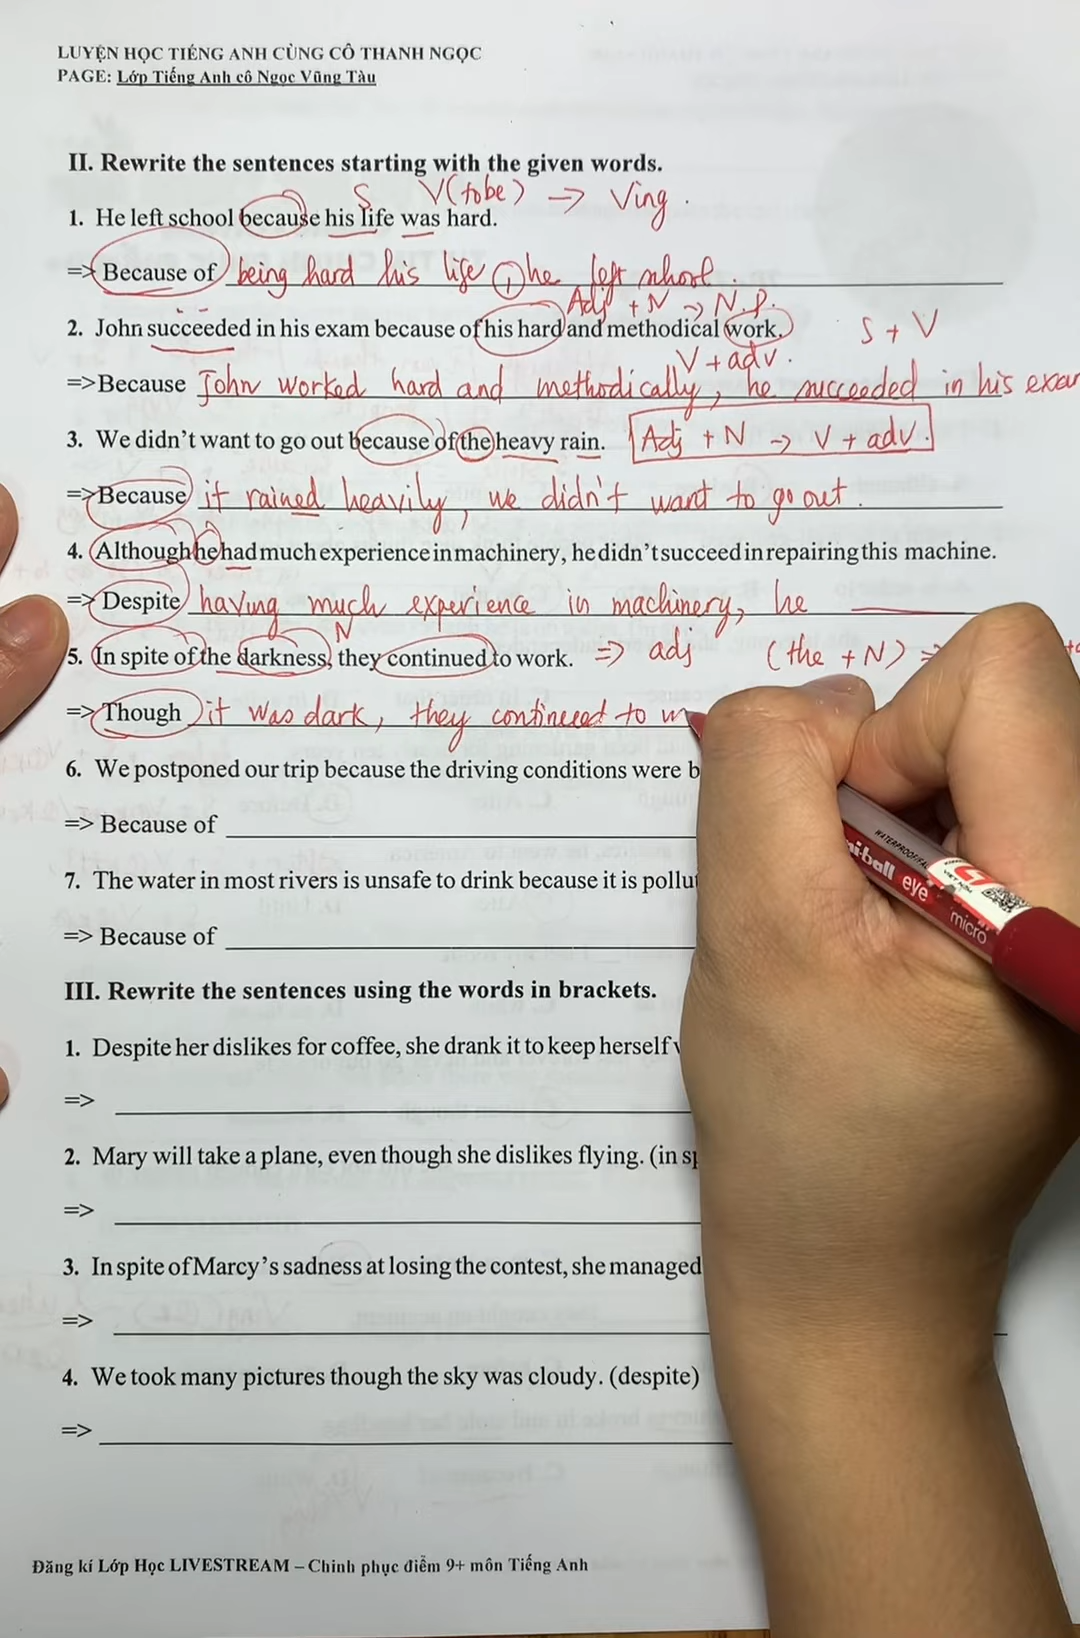 LUYỆN HỌC TIẾNG ANH CÙNG CÔ THANH NGỌC
PAGE: Lớp Tiếng Anh cô Ngọc Vũng Tàu
II. Rewrite the sentences starting with the given words.
S V(tobe) → Ving.
1. He left school because his life was hard.
=> Because of being hard his life, he left school.
Adj + N → N.p.
2. John succeeded in his exam because of his hard and methodical work. S + V
V + adv.
=>Because John worked hard and methodically, he succeeded in his exam
3. We didn't want to go out because of the heavy rain. Adj + N → V + adv.
=>Because it rained heavily, we didn't want to go out.
4. Although he had much experience in machinery, he didn't succeed in repairing this machine.
=> Despite having much experience in machinery, he
N
5. In spite of the darkness, they continued to work. => adj (the + N) =>
=> Though it was dark, they continued to w
6. We postponed our trip because the driving conditions were b
=> Because of
7. The water in most rivers is unsafe to drink because it is pollu
=> Because of
III. Rewrite the sentences using the words in brackets.
1. Despite her dislikes for coffee, she drank it to keep herself
=>
2. Mary will take a plane, even though she dislikes flying. (in sp
=>
3. In spite of Marcy's sadness at losing the contest, she managed
=>
4. We took many pictures though the sky was cloudy. (despite)
=>
Đăng kí Lớp Học LIVESTREAM – Chinh phục điểm 9+ môn Tiếng Anh
WATERPROOF/FA
ni-ball eye
micro